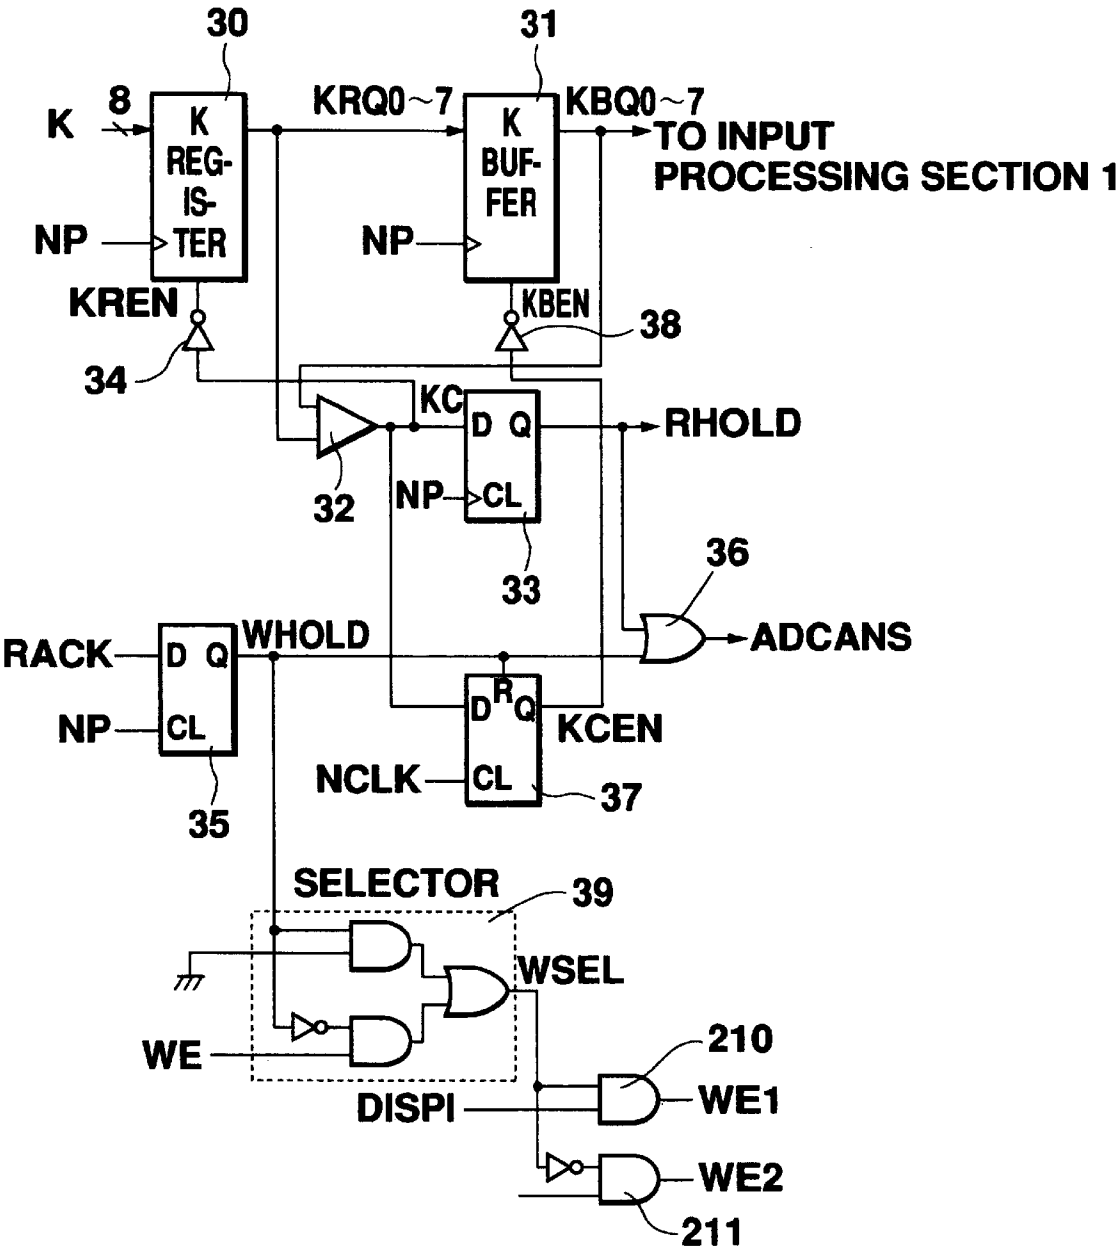 30
31
8
KRQ0~7
KBQ0~7
K
K
REG-
IS-
TER
K
BUF-
FER
TO INPUT
PROCESSING SECTION 1
NP
NP
KREN
KBEN
38
34
KC
D Q
RHOLD
32
NP
CL
33
36
RACK
D Q
WHOLD
ADCANS
R
D Q
NP
CL
KCEN
NCLK
CL
37
35
SELECTOR
39
WSEL
WE
210
DISPI
WE1
WE2
211